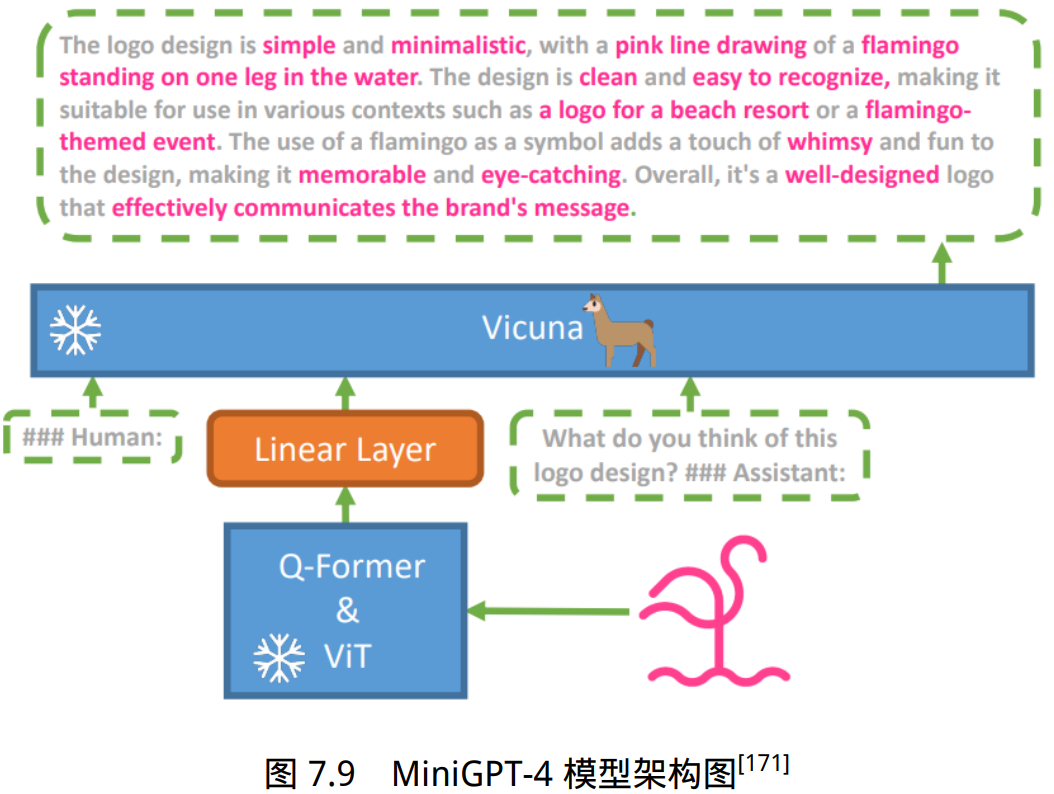 The logo design is simple and minimalistic, with a pink line drawing of a flamingo
standing on one leg in the water. The design is clean and easy to recognize, making it
suitable for use in various contexts such as a logo for a beach resort or a flamingo-
themed event. The use of a flamingo as a symbol adds a touch of whimsy and fun to
the design, making it memorable and eye-catching. Overall, it's a well-designed logo
that effectively communicates the brand's message.
Vicuna
### Human:
Linear Layer
What do you think of this
logo design? ### Assistant:
Q-Former
&
ViT
图 7.9 MiniGPT-4 模型架构图[171]